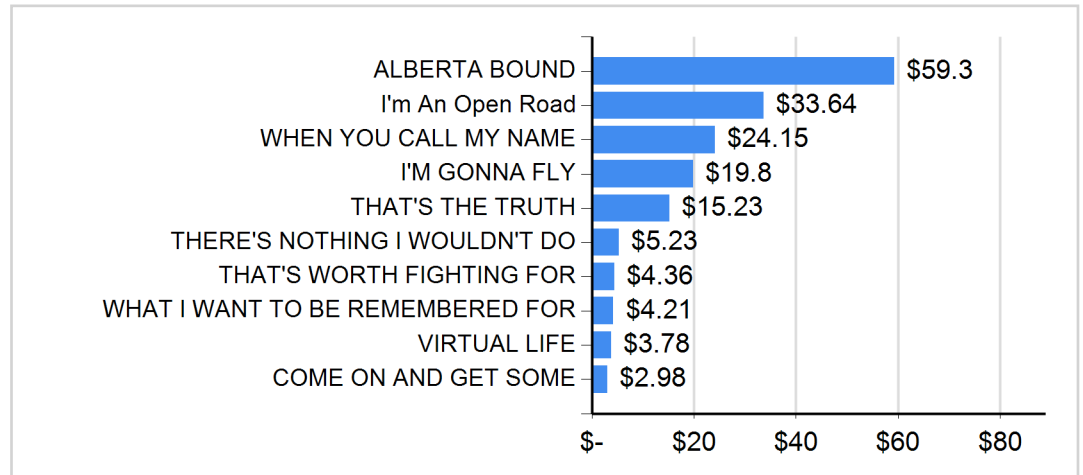 ALBERTA BOUND $59.3
I'm An Open Road $33.64
WHEN YOU CALL MY NAME $24.15
I'M GONNA FLY $19.8
THAT'S THE TRUTH $15.23
THERE'S NOTHING I WOULDN'T DO $5.23
THAT'S WORTH FIGHTING FOR $4.36
WHAT I WANT TO BE REMEMBERED FOR $4.21
VIRTUAL LIFE $3.78
COME ON AND GET SOME $2.98
$- $20 $40 $60 $80